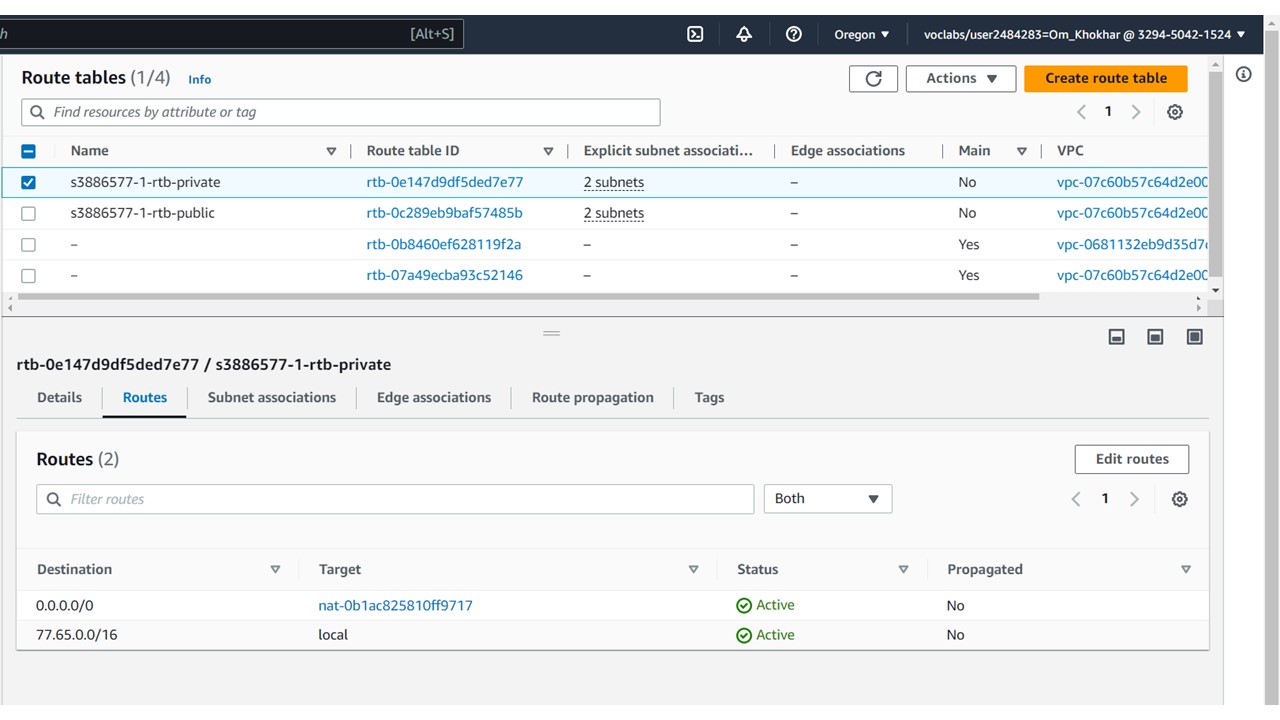 h [Alt+S] Oregon ▼ voclabs/user2484283=Om_Khokhar @ 3294-5042-1524 ▼
Route tables (1/4) Info Actions ▼ Create route table
Find resources by attribute or tag 1
Name Route table ID Explicit subnet associati... Edge associations Main VPC
s3886577-1-rtb-private rtb-0e147d9df5ded7e77 2 subnets – No vpc-07c60b57c64d2e00
s3886577-1-rtb-public rtb-0c289eb9baf57485b 2 subnets – No vpc-07c60b57c64d2e00
– rtb-0b8460ef628119f2a – – Yes vpc-0681132eb9d35d7
– rtb-07a49ecba93c52146 – – Yes vpc-07c60b57c64d2e00
rtb-0e147d9df5ded7e77 / s3886577-1-rtb-private
Details Routes Subnet associations Edge associations Route propagation Tags
Routes (2) Edit routes
Filter routes Both 1
Destination Target Status Propagated
0.0.0.0/0 nat-0b1ac825810ff9717 Active No
77.65.0.0/16 local Active No